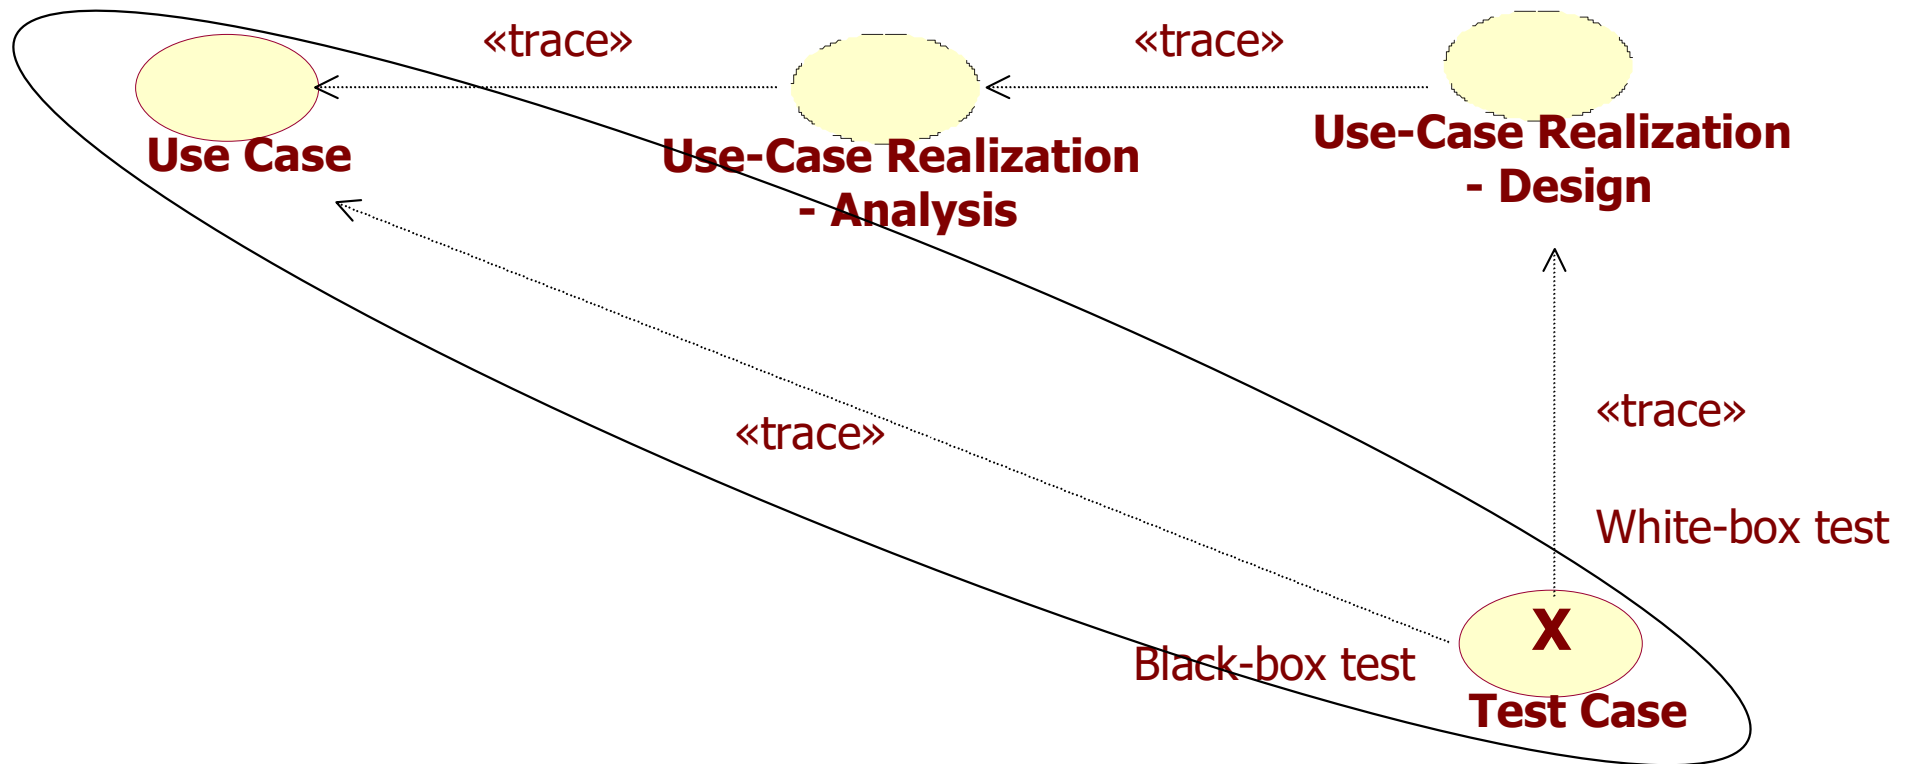 «trace»
«trace»
Use Case
Use-Case Realization
- Analysis
Use-Case Realization
- Design
«trace»
«trace»
White-box test
Black-box test
X
Test Case